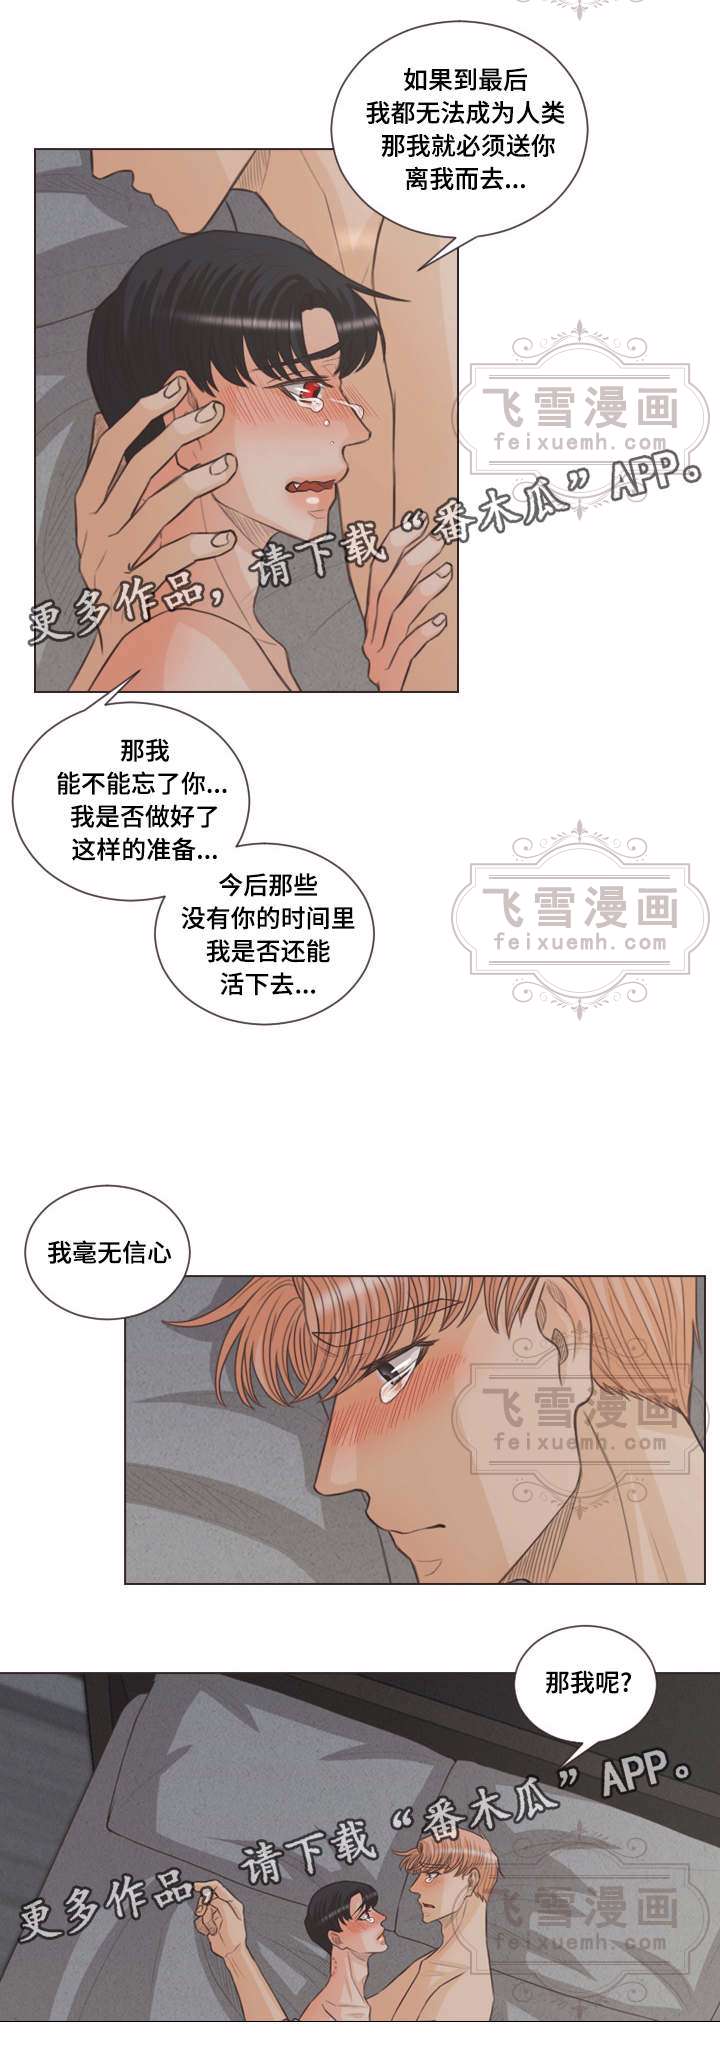 如果到最后
我都无法成为人类
那我就必须送你
离我而去...
飞雪漫画
feixuemh.com
更多作品，请下载“番木瓜”APP。
那我
能不能忘了你...
我是否做好了
这样的准备...
今后那些
没有你的时间里
我是否还能
活下去...
飞雪漫画
feixuemh.com
我毫无信心
飞雪漫画
feixuemh.com
那我呢?
更多作品，请下载“番木瓜”APP。
飞雪漫画
feixuemh.com